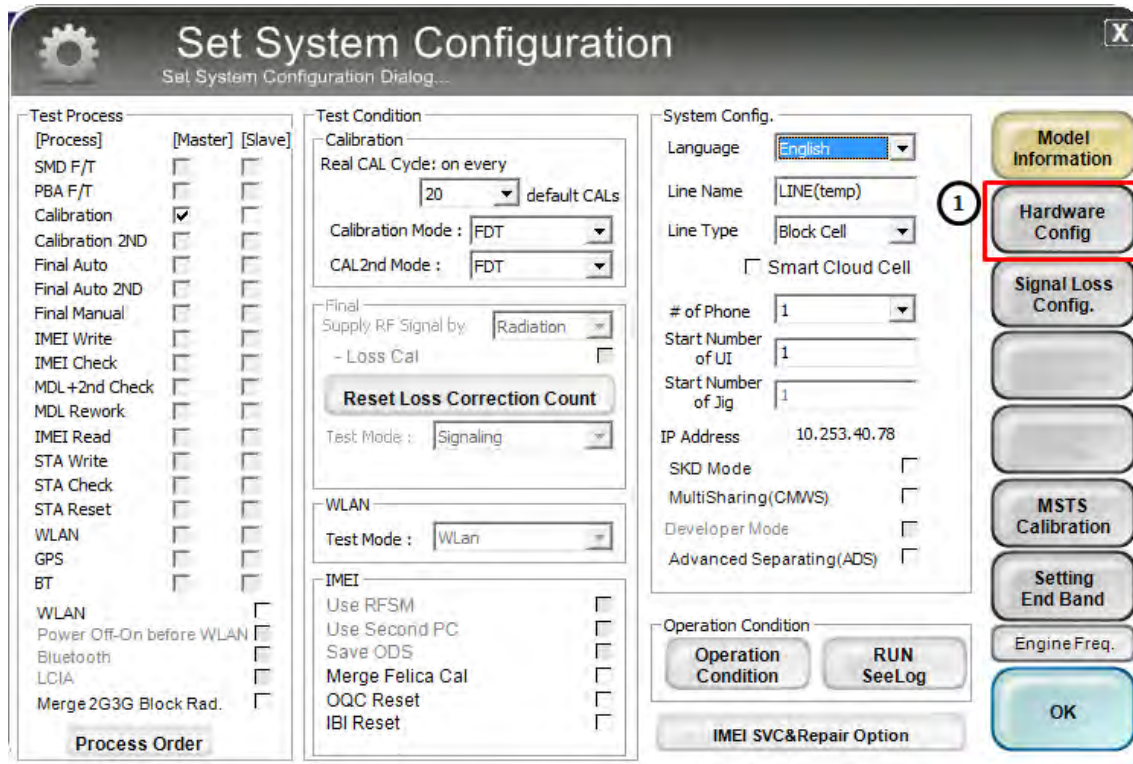 Set System Configuration
Set System Configuration Dialog...
X
Test Process
[Process] [Master] [Slave]
SMD F/T
PBA F/T
Calibration
Calibration 2ND
Final Auto
Final Auto 2ND
Final Manual
IMEI Write
IMEI Check
MDL+2nd Check
MDL Rework
IMEI Read
STA Write
STA Check
STA Reset
WLAN
GPS
BT
WLAN
Power Off-On before WLAN
Bluetooth
LCIA
Merge 2G3G Block Rad.
Process Order
Test Condition
Calibration
Real CAL Cycle: on every
20 default CALs
Calibration Mode : FDT
CAL2nd Mode : FDT
Final
Supply RF Signal by Radiation
- Loss Cal
Reset Loss Correction Count
Test Mode : Signaling
WLAN
Test Mode : WLan
IMEI
Use RFSM
Use Second PC
Save ODS
Merge Felica Cal
OQC Reset
IBI Reset
System Config.
Language English
Line Name LINE(temp)
Line Type Block Cell
Smart Cloud Cell
# of Phone 1
Start Number
of UI 1
Start Number
of Jig 1
IP Address 10.253.40.78
SKD Mode
MultiSharing(CMWS)
Developer Mode
Advanced Separating(ADS)
Operation Condition
Operation
Condition
RUN
SeeLog
IMEI SVC&Repair Option
Model
Information
1
Hardware
Config
Signal Loss
Config.
MSTS
Calibration
Setting
End Band
Engine Freq.
OK